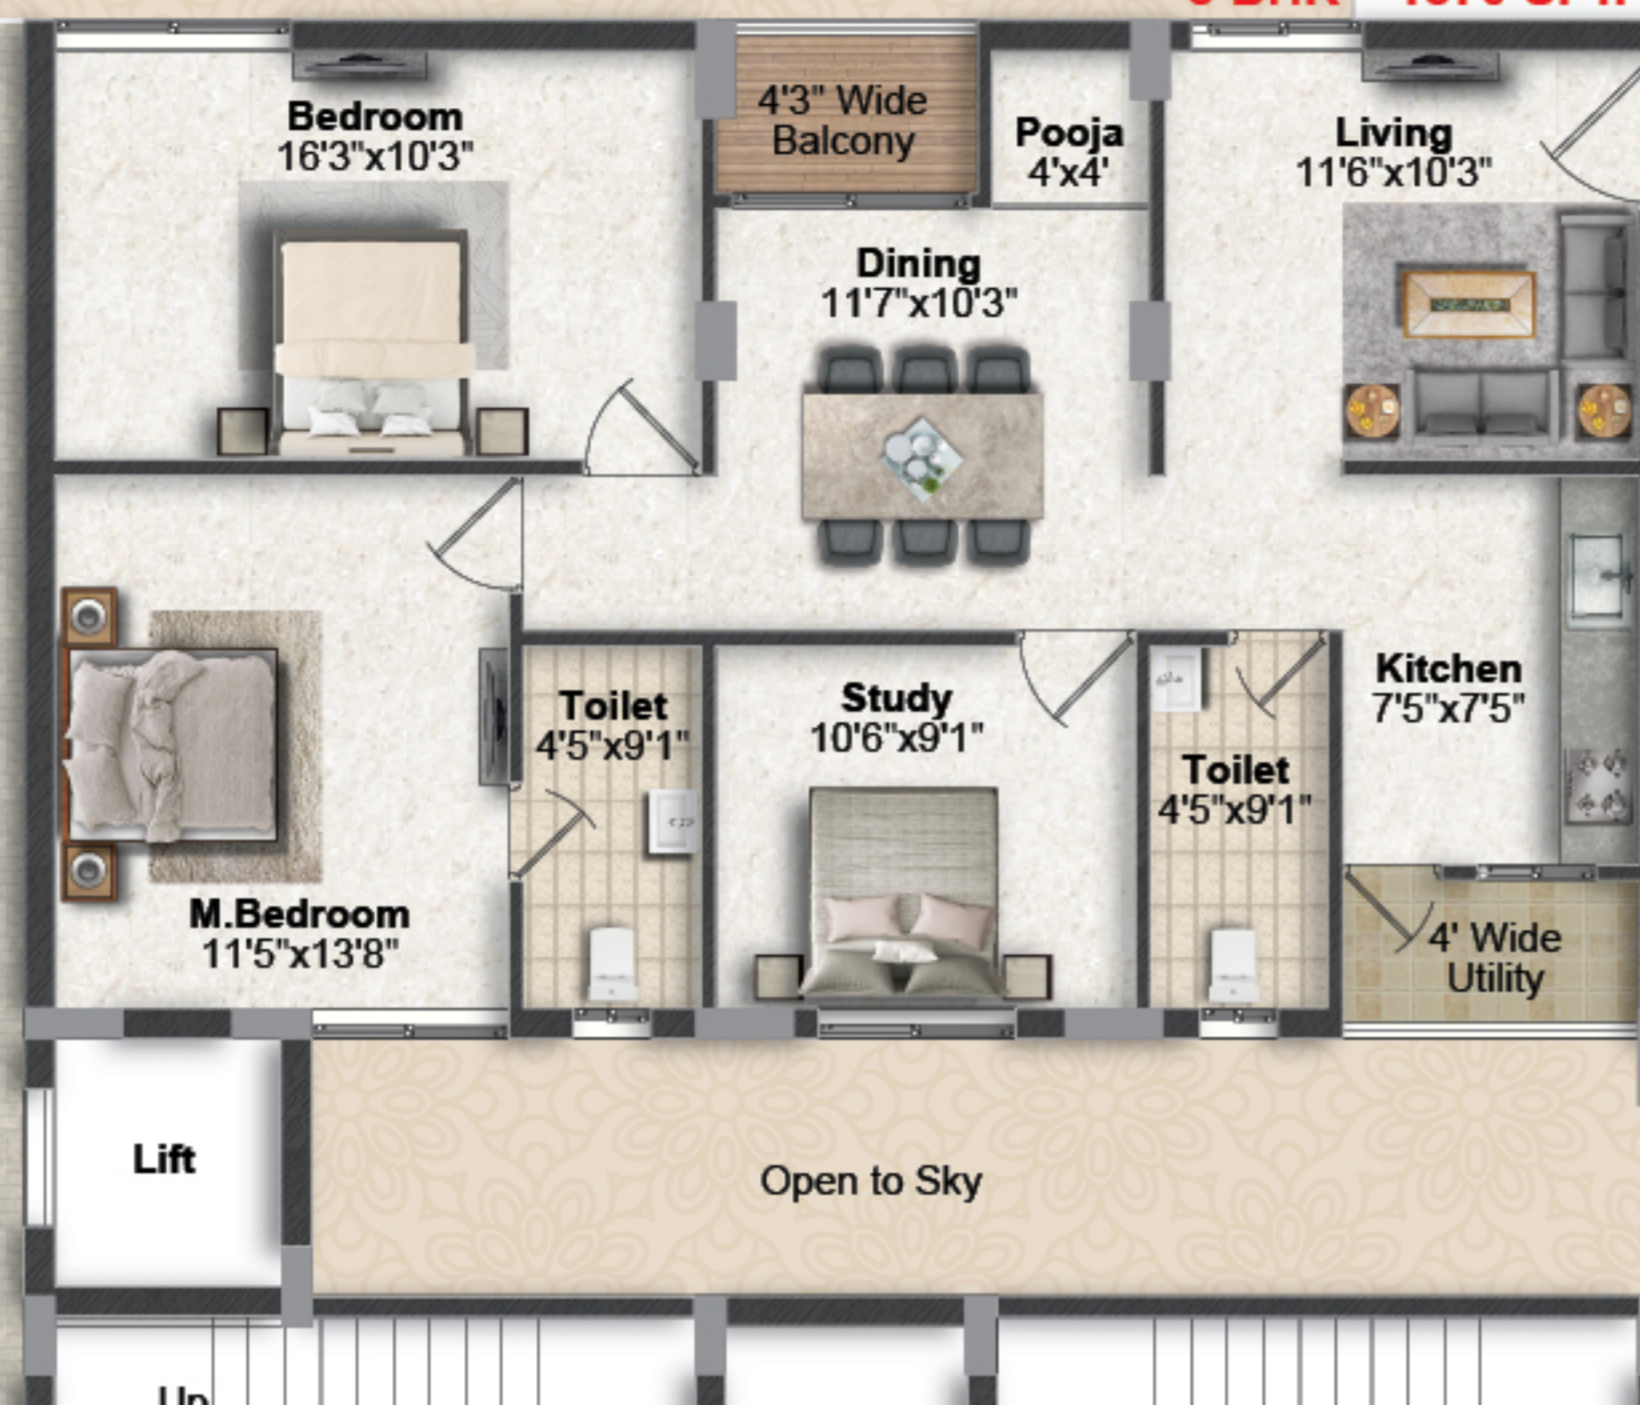 Bedroom
16'3"x10'3"
4'3" Wide
Balcony
Pooja
4'x4'
Living
11'6"x10'3"
Dining
11'7"x10'3"
M.Bedroom
11'5"x13'8"
Toilet
4'5"x9'1"
Study
10'6"x9'1"
Toilet
4'5"x9'1"
Kitchen
7'5"x7'5"
4' Wide
Utility
Lift
Open to Sky
Up